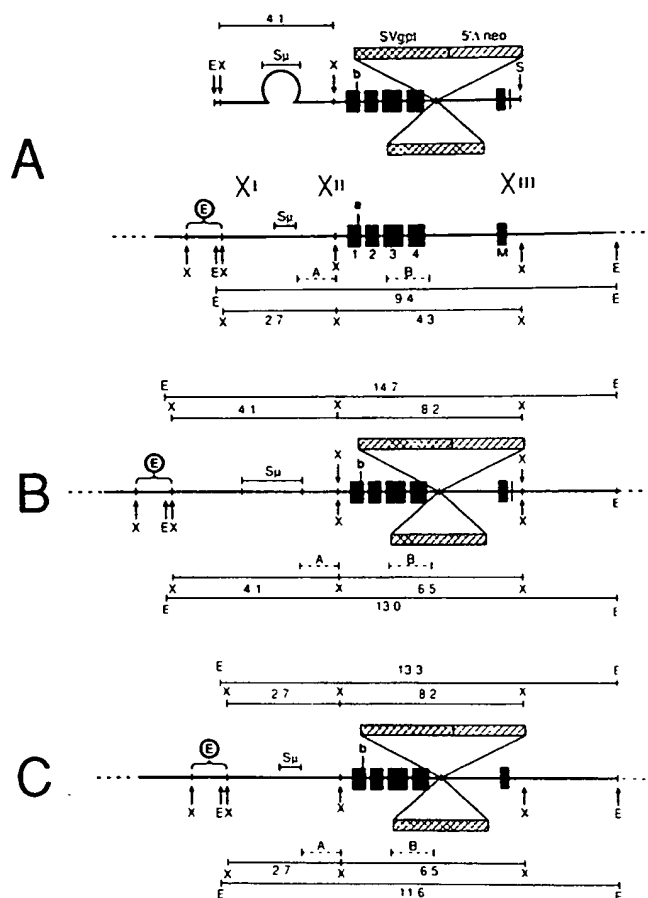 4.1
SVgpt 5'Δ neo
Sμ
E X X b S
A
X I X II X III
E
Sμ a
1 2 3 4 M
X E X X X E
A B
E 9.4 E
X 2.7 X 4.3 X
E 14.7 E
X 4.1 X 8.2 X
B
E Sμ X b X
X E X X X E
A B
X 4.1 X 6.5 X
E 13.0 E
E 13.3 E
X 2.7 X 8.2 X
C
E Sμ b
X E X X X E
A B
X 2.7 X 6.5 X
E 11.6 E